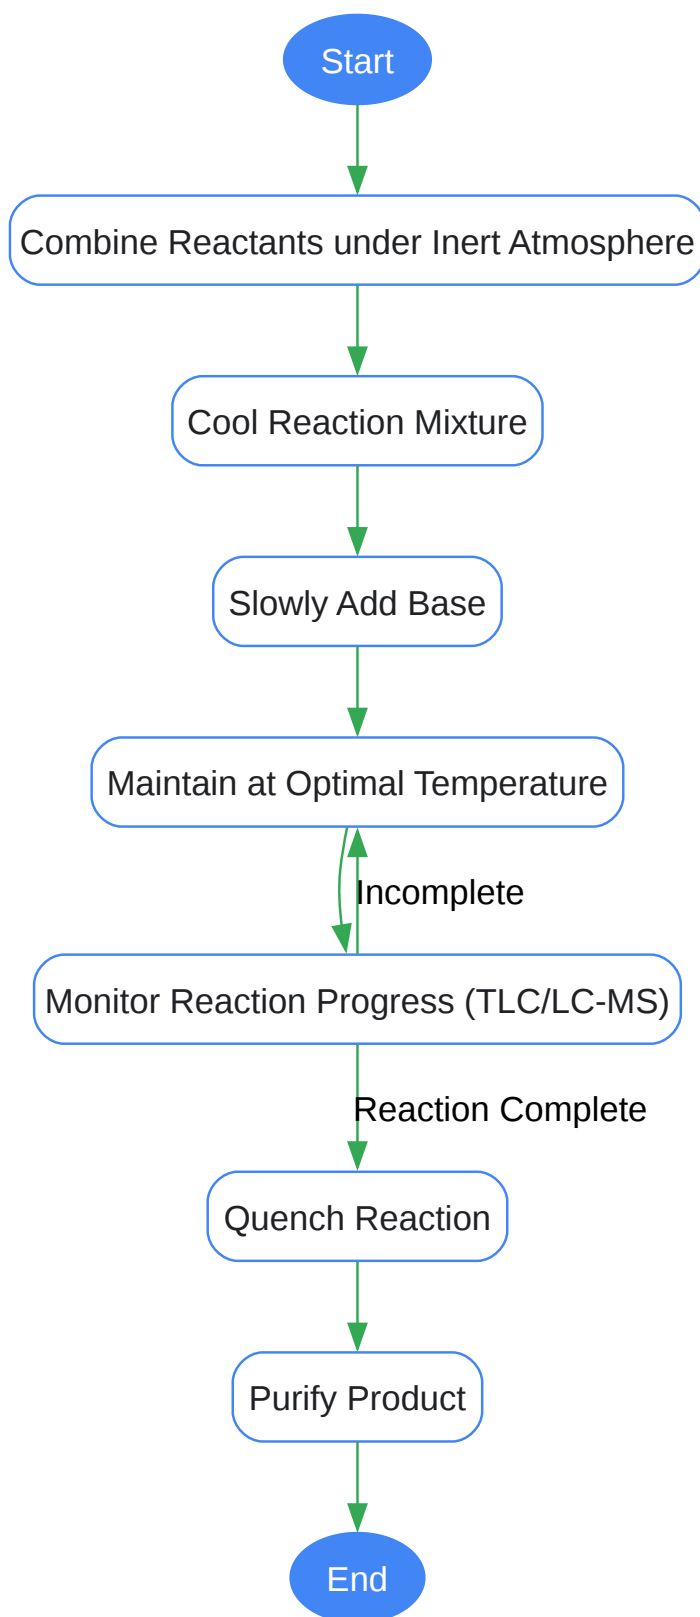 Start
Combine Reactants under Inert Atmosphere
Cool Reaction Mixture
Slowly Add Base
Maintain at Optimal Temperature
Incomplete
Monitor Reaction Progress (TLC/LC-MS)
Reaction Complete
Quench Reaction
Purify Product
End